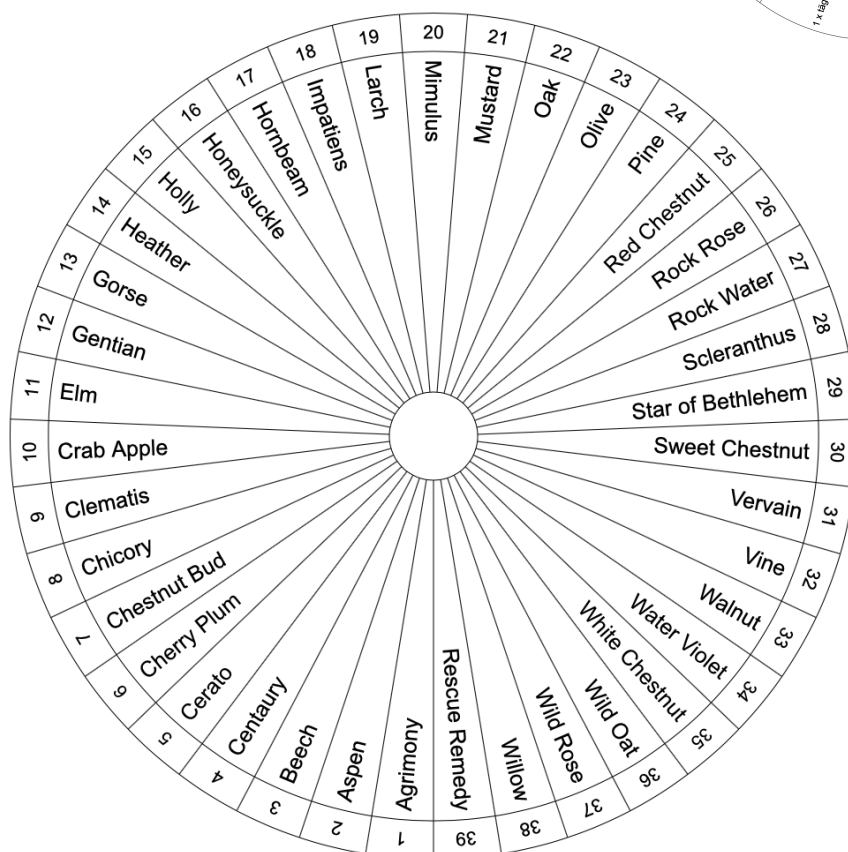 1 Agrimony
2 Aspen
3 Beech
4 Centaury
5 Cerato
6 Cherry Plum
7 Chestnut Bud
8 Chicory
9 Clematis
10 Crab Apple
11 Elm
12 Gentian
13 Gorse
14 Heather
15 Holly
16 Honeysuckle
17 Hornbeam
18 Impatiens
19 Larch
20 Mimulus
21 Mustard
22 Oak
23 Olive
24 Pine
25 Red Chestnut
26 Rock Rose
27 Rock Water
28 Scleranthus
29 Star of Bethlehem
30 Sweet Chestnut
31 Vervain
32 Vine
33 Walnut
34 Water Violet
35 White Chestnut
36 Wild Oat
37 Wild Rose
38 Willow
39 Rescue Remedy
1 x täg